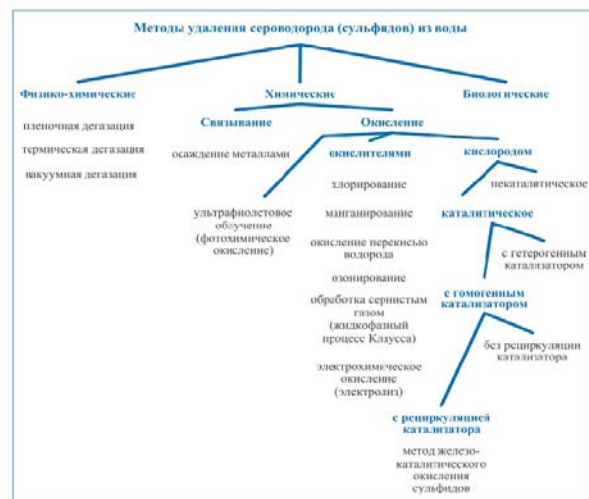 Методы удаления сероводорода (сульфидов) из воды
Физико-химические
Химические
Биологические
пленочная дегазация
термическая дегазация
вакуумная дегазация
Связывание
Окисление
осаждение металлами
окислителями
кислородом
хлорирование
некаталитическое
ультрафиолетовое
облучение
(фотохимическое
окисление)
манганирование
каталитическое
окисление перекисью
водорода
с гетерогенным
катализатором
озонирование
обработка сернистым
газом
(жидкофазный
процесс Клаусса)
с гомогенным
катализатором
без рециркуляции
катализатора
электрохимическое
окисление
(электролиз)
с рециркуляцией
катализатора
метод железо-
каталитического
окисления
сульфидов